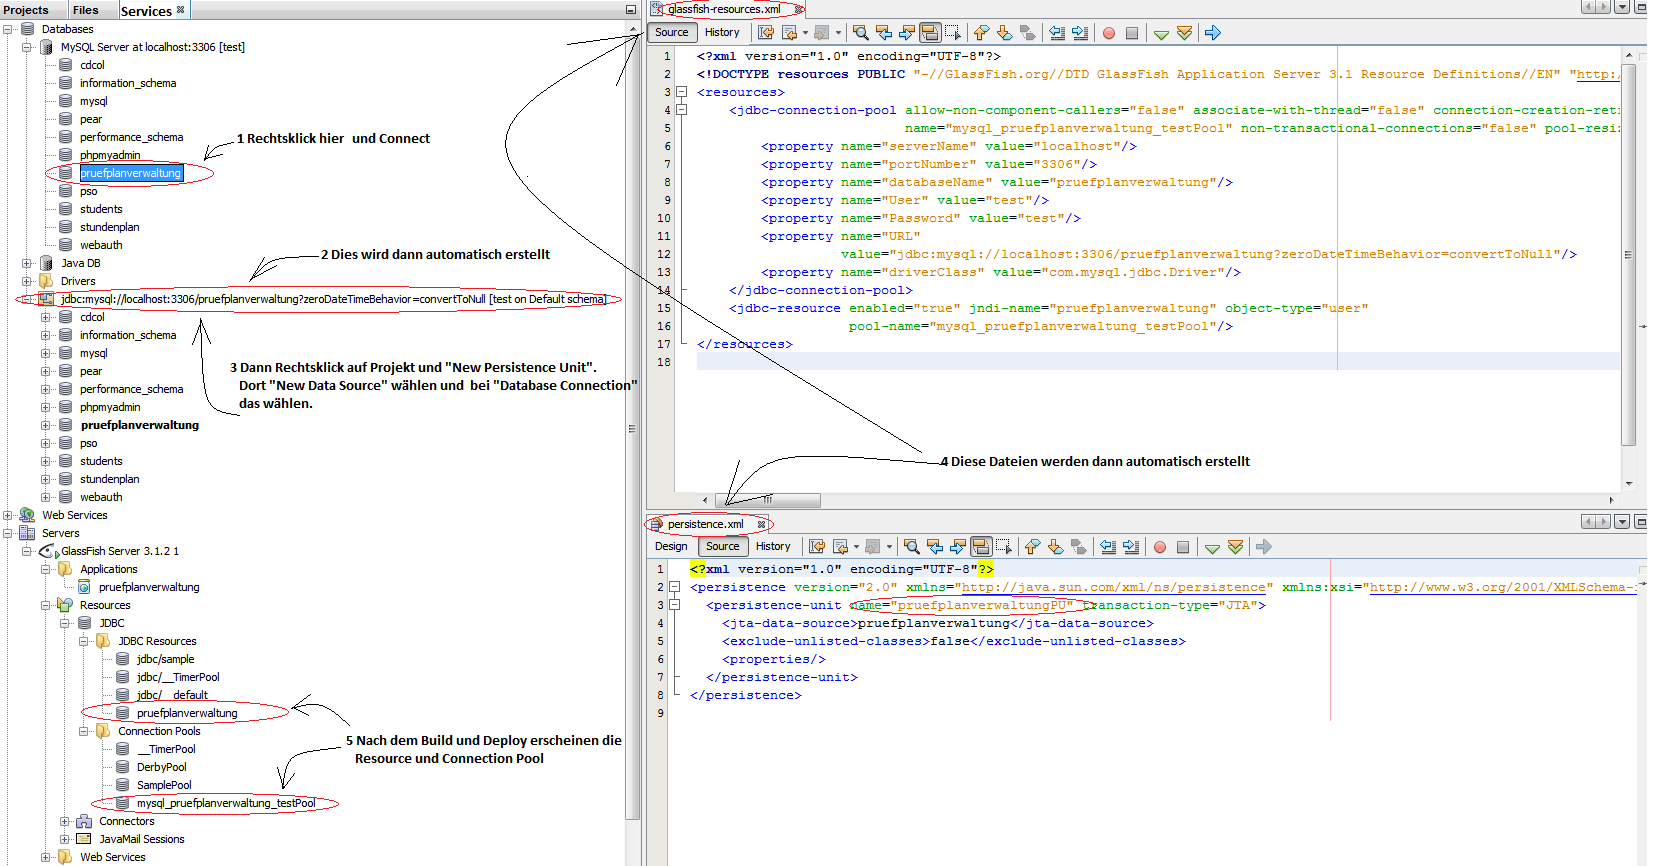 Projects
Files
Services
Databases
MySQL Server at localhost:3306 [test]
cdcol
information_schema
mysql
pear
performance_schema
phpmyadmin
pruefplanverwaltung
pso
students
stundenplan
webauth
Java DB
Drivers
jdbc:mysql://localhost:3306/pruefplanverwaltung?zeroDateTimeBehavior=convertToNull [test on Default schema]
cdcol
information_schema
mysql
pear
performance_schema
phpmyadmin
pruefplanverwaltung
pso
students
stundenplan
webauth
Web Services
Servers
GlassFish Server 3.1.2 1
Applications
pruefplanverwaltung
Resources
JDBC
JDBC Resources
jdbc/sample
jdbc/__TimerPool
jdbc/__default
pruefplanverwaltung
Connection Pools
__TimerPool
DerbyPool
SamplePool
mysql_pruefplanverwaltung_testPool
Connectors
JavaMail Sessions
Web Services
1 Rechtsklick hier und Connect
2 Dies wird dann automatisch erstellt
3 Dann Rechtsklick auf Projekt und "New Persistence Unit".
Dort "New Data Source" wählen und bei "Database Connection"
das wählen.
5 Nach dem Build und Deploy erscheinen die
Resource und Connection Pool
glassfish-resources.xml
Source History
1 <?xml version="1.0" encoding="UTF-8"?>
2 <!DOCTYPE resources PUBLIC "-//GlassFish.org//DTD GlassFish Application Server 3.1 Resource Definitions//EN" "http:/
3 <resources>
4 <jdbc-connection-pool allow-non-component-callers="false" associate-with-thread="false" connection-creation-ret
5 name="mysql_pruefplanverwaltung_testPool" non-transactional-connections="false" pool-resi
6 <property name="serverName" value="localhost"/>
7 <property name="portNumber" value="3306"/>
8 <property name="databaseName" value="pruefplanverwaltung"/>
9 <property name="User" value="test"/>
10 <property name="Password" value="test"/>
11 <property name="URL"
12 value="jdbc:mysql://localhost:3306/pruefplanverwaltung?zeroDateTimeBehavior=convertToNull"/>
13 <property name="driverClass" value="com.mysql.jdbc.Driver"/>
14 </jdbc-connection-pool>
15 <jdbc-resource enabled="true" jndi-name="pruefplanverwaltung" object-type="user"
16 pool-name="mysql_pruefplanverwaltung_testPool"/>
17 </resources>
18
4 Diese Dateien werden dann automatisch erstellt
persistence.xml
Design Source History
1 <?xml version="1.0" encoding="UTF-8"?>
2 <persistence version="2.0" xmlns="http://java.sun.com/xml/ns/persistence" xmlns:xsi="http://www.w3.org/2001/XMLSchema-
3 <persistence-unit name="pruefplanverwaltungPU" transaction-type="JTA">
4 <jta-data-source>pruefplanverwaltung</jta-data-source>
5 <exclude-unlisted-classes>false</exclude-unlisted-classes>
6 <properties/>
7 </persistence-unit>
8 </persistence>
9